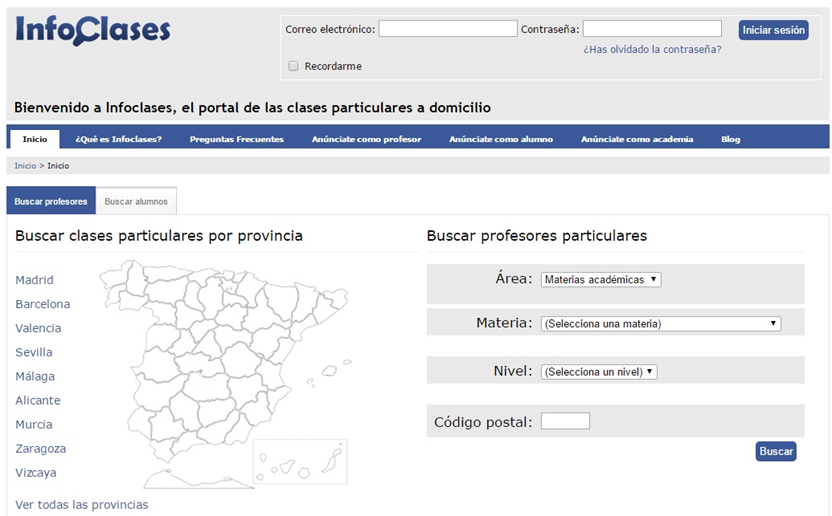 InfoClases
Correo electrónico: Contraseña: Iniciar sesión
¿Has olvidado la contraseña?
Recordarme
Bienvenido a Infoclases, el portal de las clases particulares a domicilio
Inicio ¿Qué es Infoclases? Preguntas Frecuentes Anúnciate como profesor Anúnciate como alumno Anúnciate como academia Blog
Inicio > Inicio
Buscar profesores Buscar alumnos
Buscar clases particulares por provincia
Madrid
Barcelona
Valencia
Sevilla
Málaga
Alicante
Murcia
Zaragoza
Vizcaya
Ver todas las provincias
Buscar profesores particulares
Área: Materias académicas
Materia: (Selecciona una materia)
Nivel: (Selecciona un nivel)
Código postal:
Buscar